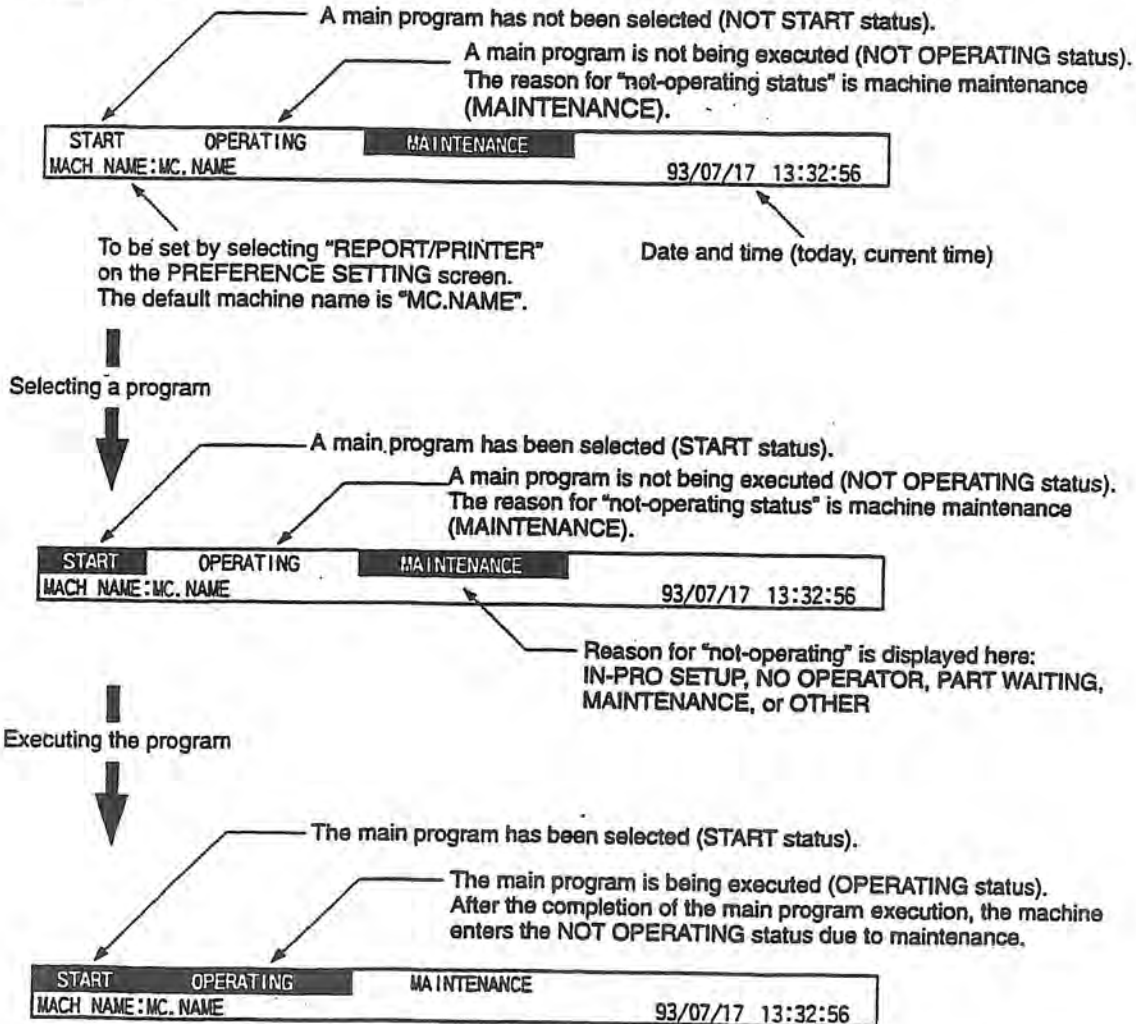 A main program has not been selected (NOT START status).
A main program is not being executed (NOT OPERATING status).
The reason for "not-operating status" is machine maintenance
(MAINTENANCE).
START OPERATING MAINTENANCE
MACH NAME:MC.NAME 93/07/17 13:32:56
To be set by selecting "REPORT/PRINTER"
on the PREFERENCE SETTING screen.
The default machine name is "MC.NAME".
Date and time (today, current time)
Selecting a program
A main program has been selected (START status).
A main program is not being executed (NOT OPERATING status).
The reason for "not-operating status" is machine maintenance
(MAINTENANCE).
START OPERATING MAINTENANCE
MACH NAME:MC.NAME 93/07/17 13:32:56
Reason for "not-operating" is displayed here:
IN-PRO SETUP, NO OPERATOR, PART WAITING,
MAINTENANCE, or OTHER
Executing the program
The main program has been selected (START status).
The main program is being executed (OPERATING status).
After the completion of the main program execution, the machine
enters the NOT OPERATING status due to maintenance.
START OPERATING MAINTENANCE
MACH NAME:MC.NAME 93/07/17 13:32:56